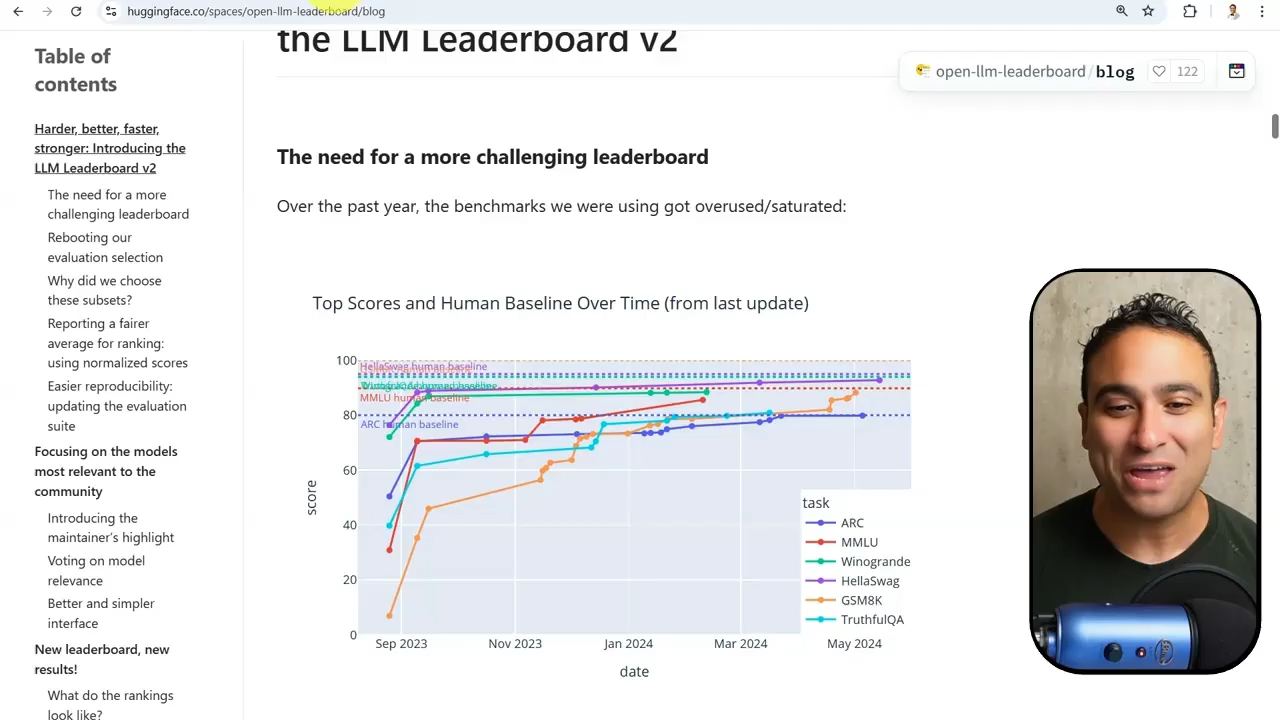 huggingface.co/spaces/open-llm-leaderboard/blog
Table of
contents
Harder, better, faster,
stronger: Introducing the
LLM Leaderboard v2
The need for a more
challenging leaderboard
Rebooting our
evaluation selection
Why did we choose
these subsets?
Reporting a fairer
average for ranking:
using normalized scores
Easier reproducibility:
updating the evaluation
suite
Focusing on the models
most relevant to the
community
Introducing the
maintainer's highlight
Voting on model
relevance
Better and simpler
interface
New leaderboard, new
results!
What do the rankings
look like?
the LLM Leaderboard v2
open-llm-leaderboard/blog 122
The need for a more challenging leaderboard
Over the past year, the benchmarks we were using got overused/saturated:
Top Scores and Human Baseline Over Time (from last update)
100
80
60
40
20
0
score
HellaSwag human baseline
MMLU human baseline
ARC human baseline
task
ARC
MMLU
Winogrande
HellaSwag
GSM8K
TruthfulQA
Sep 2023
Nov 2023
Jan 2024
Mar 2024
May 2024
date